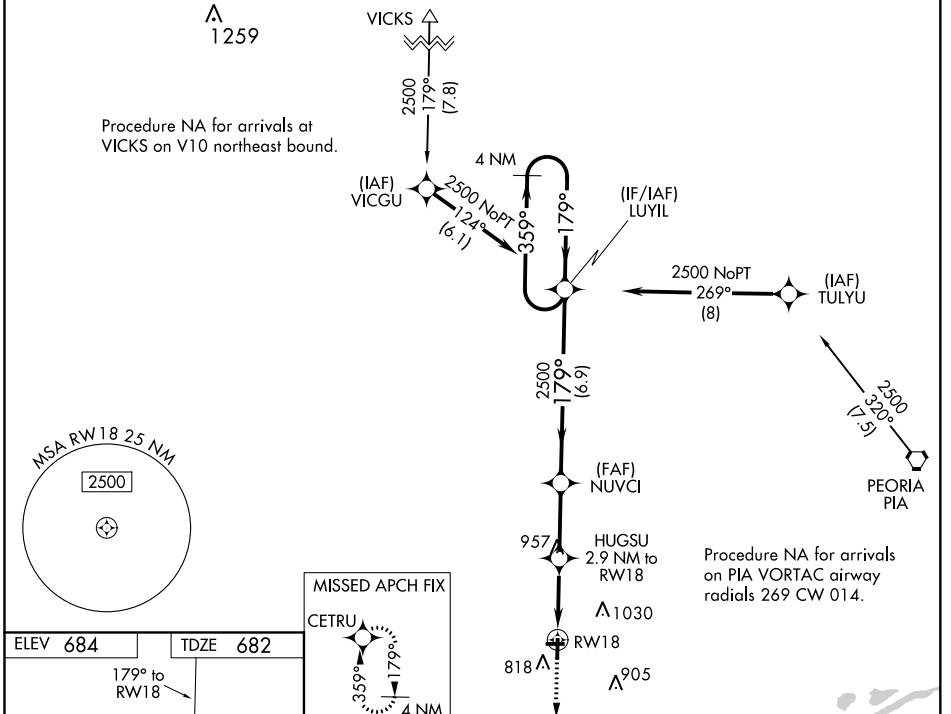 1259
VICKS
2500
179°
(7.8)
Procedure NA for arrivals at
VICKS on V10 northeast bound.
4 NM
(IAF)
VICGU
2500 NoPT
124°
(6.1)
359°
179°
(IF/IAF)
LUYIL
2500 NoPT
269°
(8)
(IAF)
TULYU
2500
179°
(6.9)
2500
320°
(7.5)
PEORIA
PIA
MSA RW18 25 NM
2500
(FAF)
NUVCI
957
HUGSU
2.9 NM to
RW18
Procedure NA for arrivals
on PIA VORTAC airway
radials 269 CW 014.
1030
RW18
818
905
MISSED APCH FIX
CETRU
359°
179°
4 NM
ELEV 684
TDZE 682
179° to
RW18